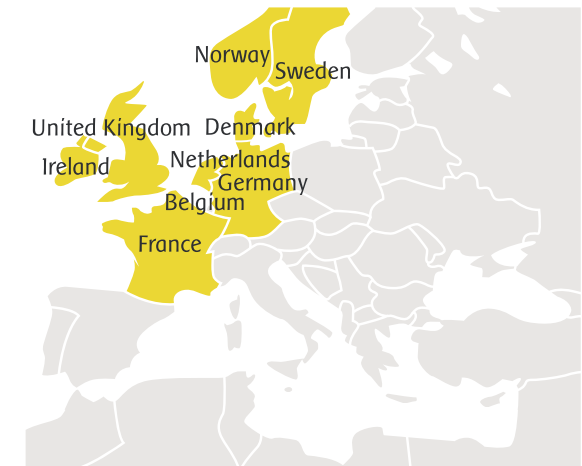 Norway
Sweden
United Kingdom
Denmark
Ireland
Netherlands
Germany
Belgium
France